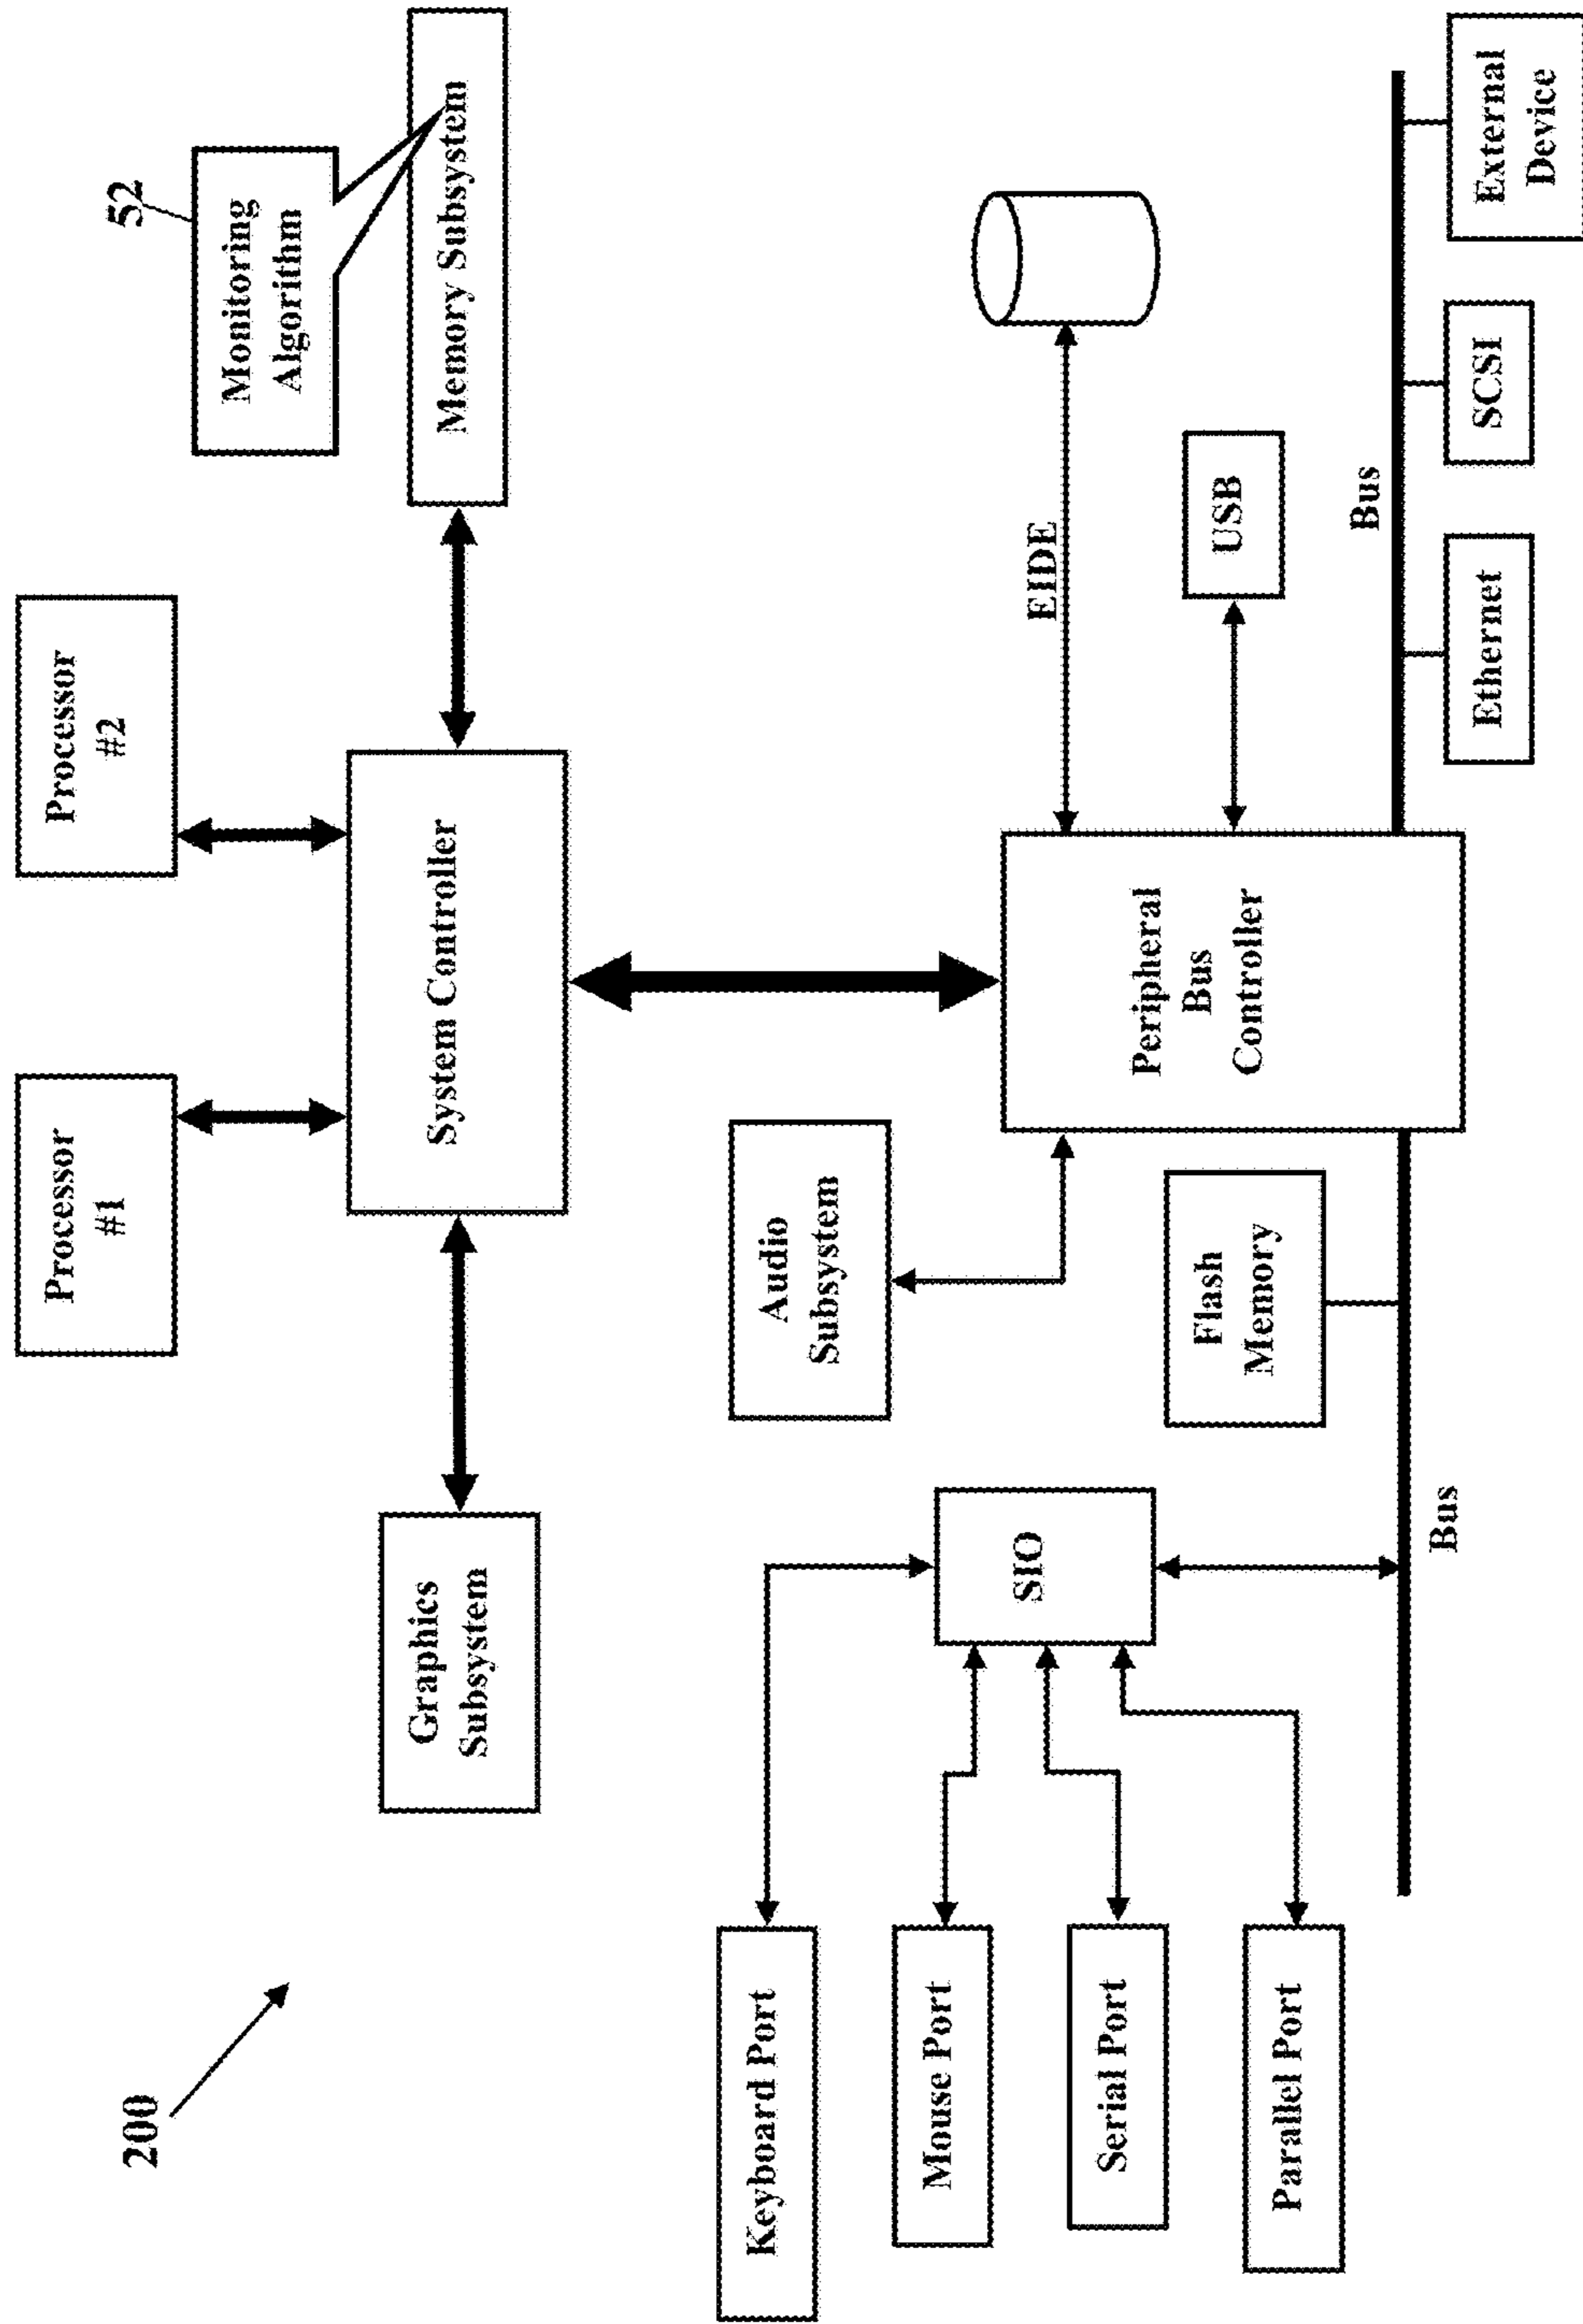 200
52
Processor
#1
Processor
#2
Monitoring
Algorithm
Graphics
Subsystem
System Controller
Memory Subsystem
Keyboard Port
Mouse Port
Serial Port
Parallel Port
SIO
Audio
Subsystem
Flash
Memory
Peripheral
Bus
Controller
EIDE
USB
Bus
Bus
Ethernet
SCSI
External
Device